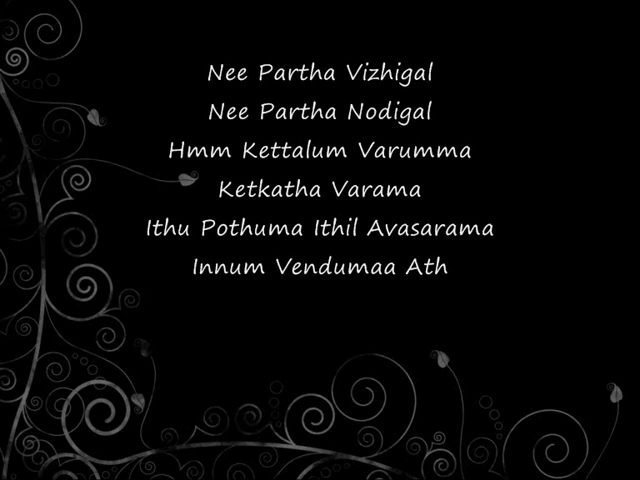 Nee Partha Vizhigal
Nee Partha Nodigal
Hmm Kettalum Varumma
Ketkatha Varama
Ithu Pothuma Ithil Avasarama
Innum Vendumaa Ath